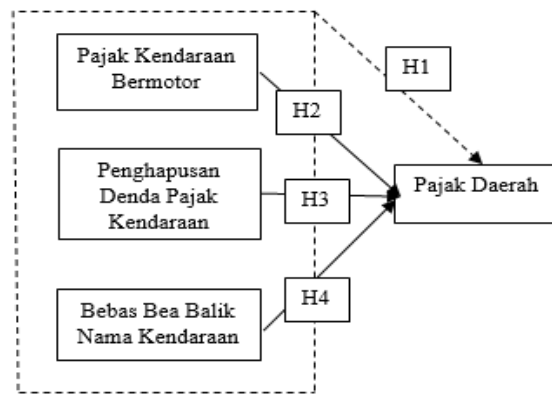 Pajak Kendaraan
Bermotor
H1
H2
Penghapusan
Denda Pajak
Kendaraan
H3
Pajak Daerah
H4
Bebas Bea Balik
Nama Kendaraan